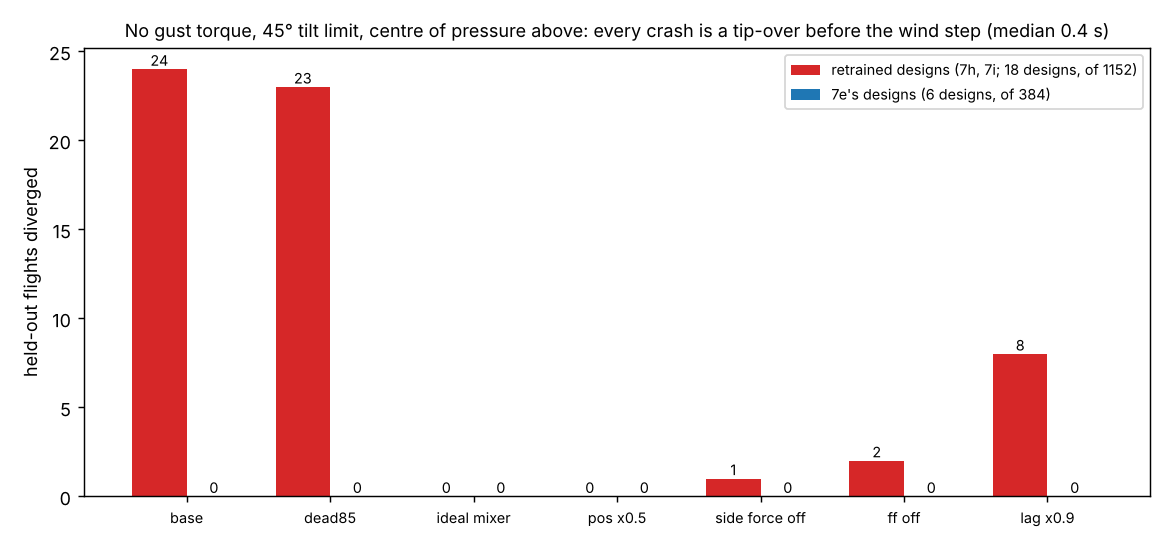 No gust torque, 45° tilt limit, centre of pressure above: every crash is a tip-over before the wind step (median 0.4 s)
retrained designs (7h, 7i; 18 designs, of 1152)
7e's designs (6 designs, of 384)
held-out flights diverged
25
20
15
10
5
0
24
0
23
0
0
0
0
0
1
0
2
0
8
0
base
dead85
ideal mixer
pos x0.5
side force off
ff off
lag x0.9